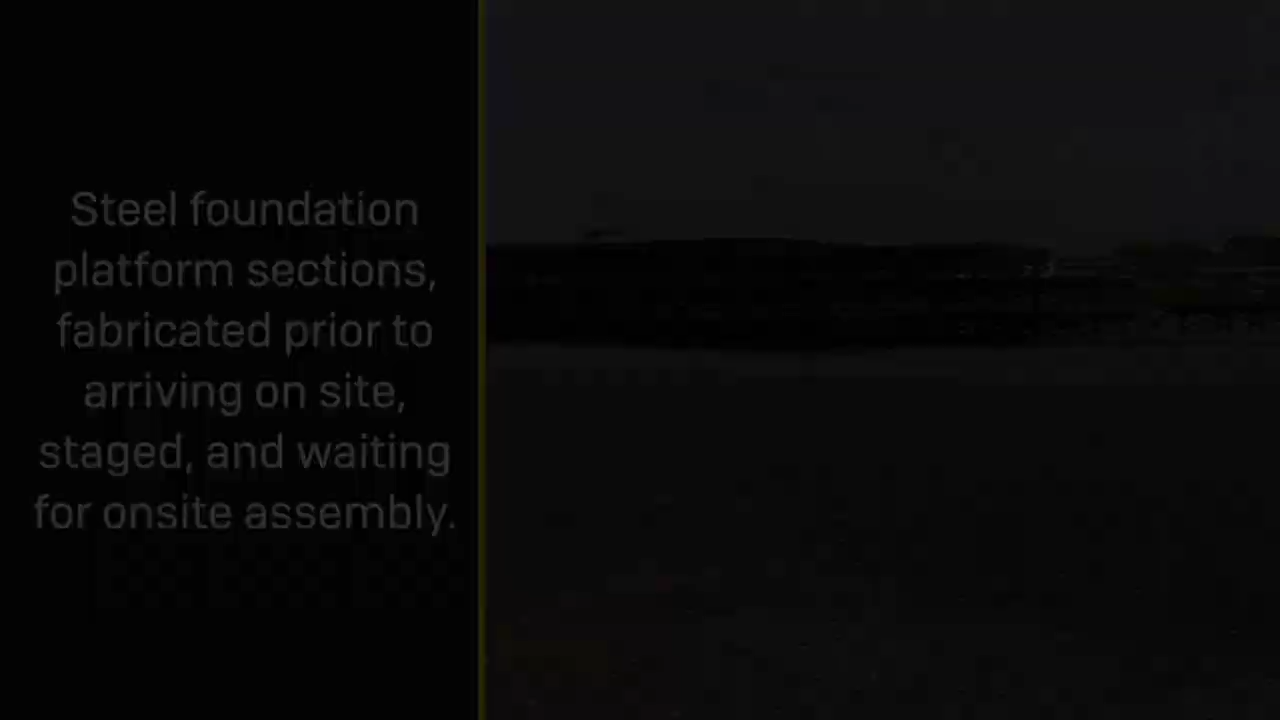 Steel foundation
platform sections,
fabricated prior to
arriving on site,
staged, and waiting
for onsite assembly.